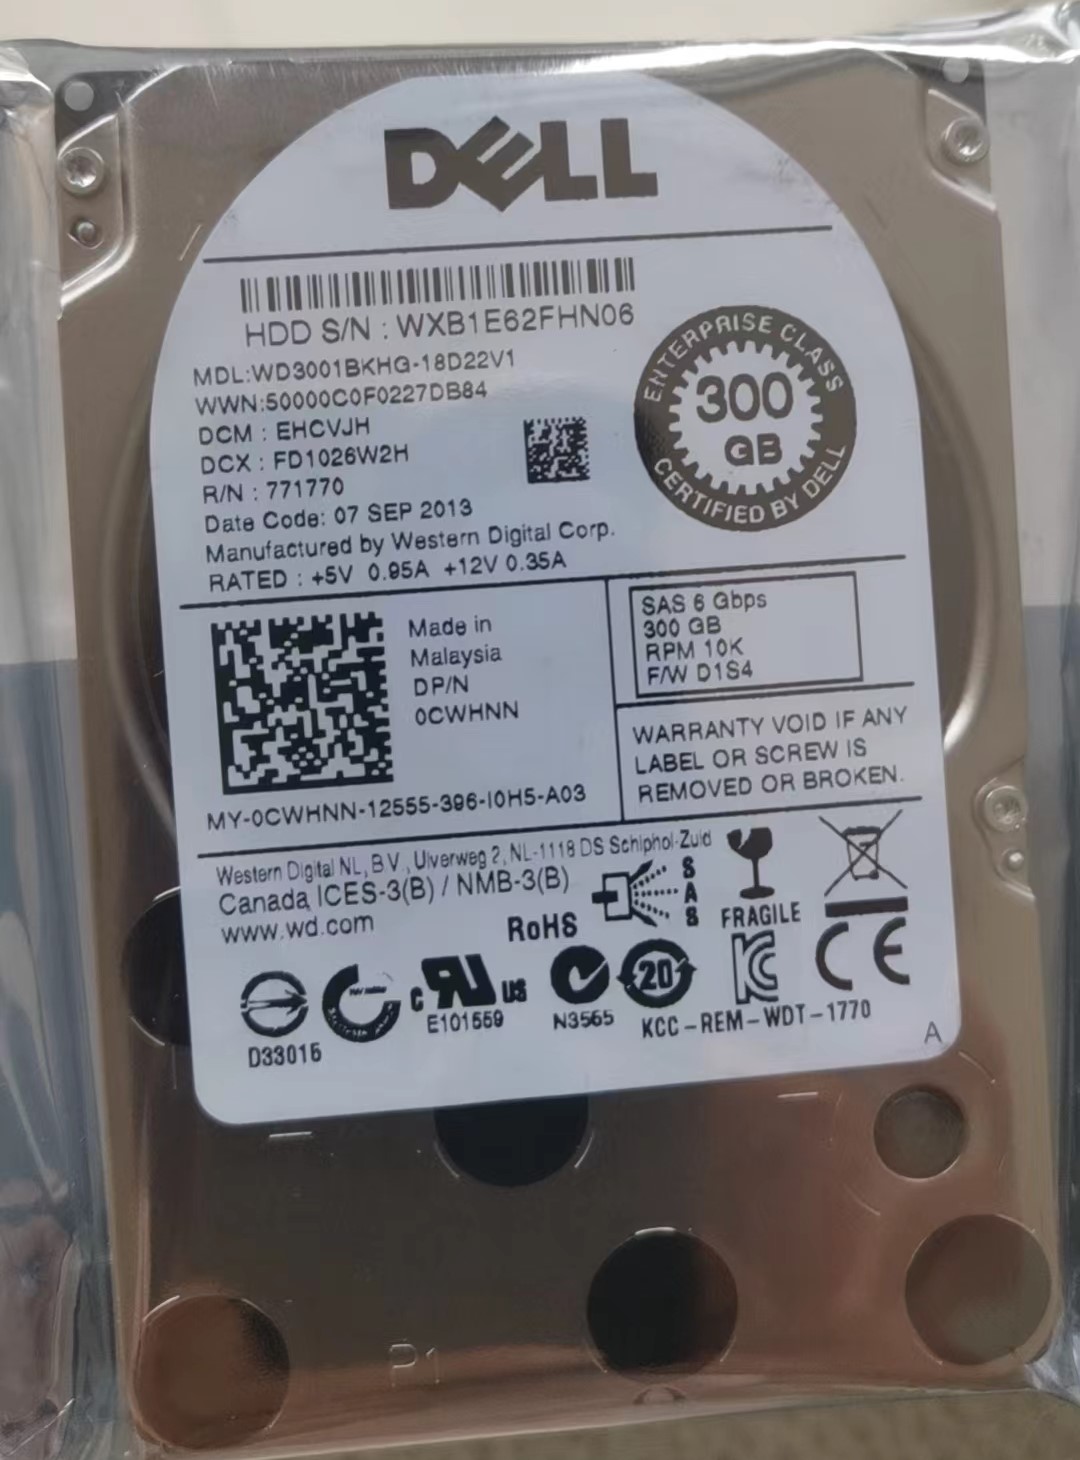 DELL
HDD S/N : WXB1E62FHN06
MDL:WD3001BKHG-18D22V1
WWN:50000C0F0227DB84
DCM : EHCVJH
DCX : FD1026W2H
R/N : 771770
Date Code: 07 SEP 2013
Manufactured by Western Digital Corp.
RATED : +5V 0.95A +12V 0.35A
ENTERPRISE CLASS
300
GB
CERTIFIED BY DELL
Made in
Malaysia
DP/N
0CWHNN
MY-0CWHNN-12555-396-I0H5-A03
SAS 6 Gbps
300 GB
RPM 10K
F/W D1S4
WARRANTY VOID IF ANY
LABEL OR SCREW IS
REMOVED OR BROKEN.
Western Digital NL, B.V., Ulverweg 2, NL-1118 DS Schiphol-Zuid
Canada ICES-3(B) / NMB-3(B)
www.wd.com
RoHS
SAS
FRAGILE
D33015
c UR US
E101559
N3565
20
KC
CE
KCC-REM-WDT-1770
A
P1